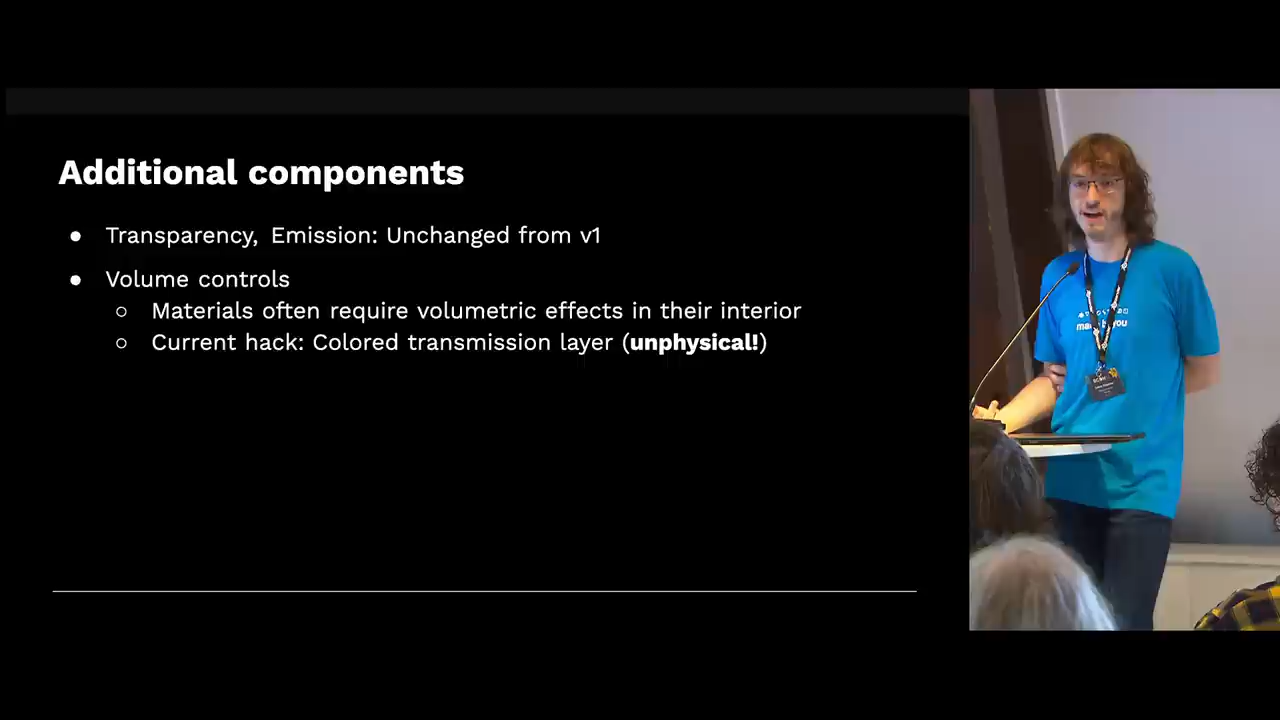 Additional components
● Transparency, Emission: Unchanged from v1
● Volume controls
○ Materials often require volumetric effects in their interior
○ Current hack: Colored transmission layer (unphysical!)